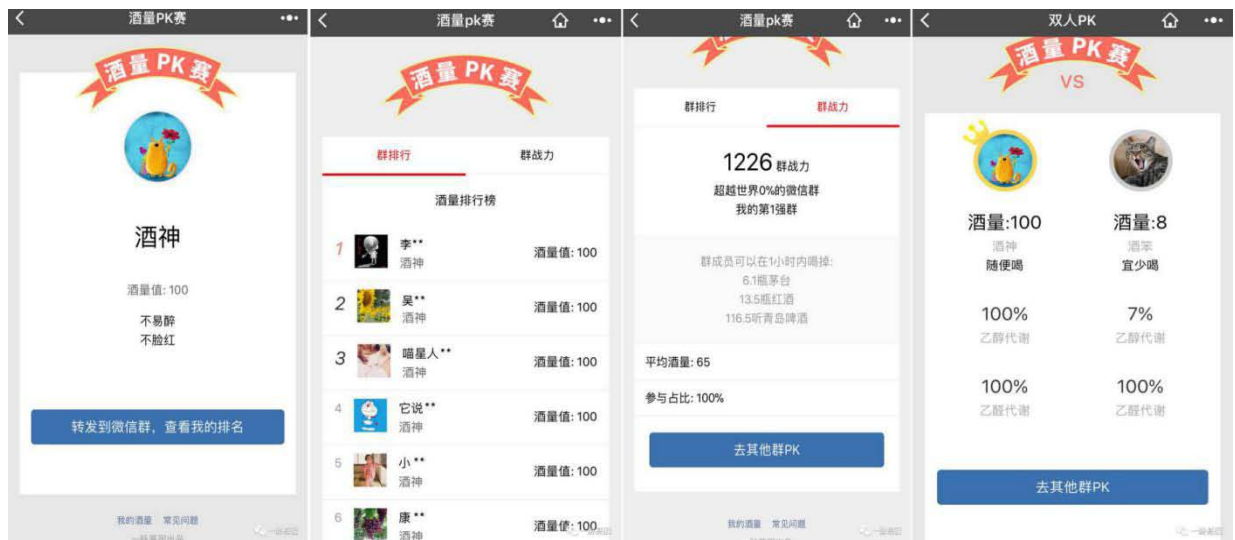 酒量PK赛
酒量 PK 赛
酒神
酒量值: 100
不易醉
不脸红
转发到微信群，查看我的排名
我的酒量 常见问题
酒量pk赛
酒量 PK 赛
群排行 群战力
酒量排行榜
1 李**
酒神
酒量值: 100
2 吴**
酒神
酒量值: 100
3 喵星人**
酒神
酒量值: 100
4 它说**
酒神
酒量值: 100
5 小**
酒神
酒量值: 100
6 康**
酒神
酒量值: 100
酒量pk赛
酒量 PK 赛
群排行 群战力
1226 群战力
超越世界0%的微信群
我的第1强群
群成员可以在1小时内喝掉:
6.1瓶茅台
13.5瓶红酒
116.5听青岛啤酒
平均酒量: 65
参与占比: 100%
去其他群PK
我的酒量 常见问题
双人PK
酒量 PK 赛
VS
酒量:100 酒量:8
酒神 酒笨
随便喝 宜少喝
100% 7%
乙醇代谢 乙醇代谢
100% 100%
乙醛代谢 乙醛代谢
去其他群PK